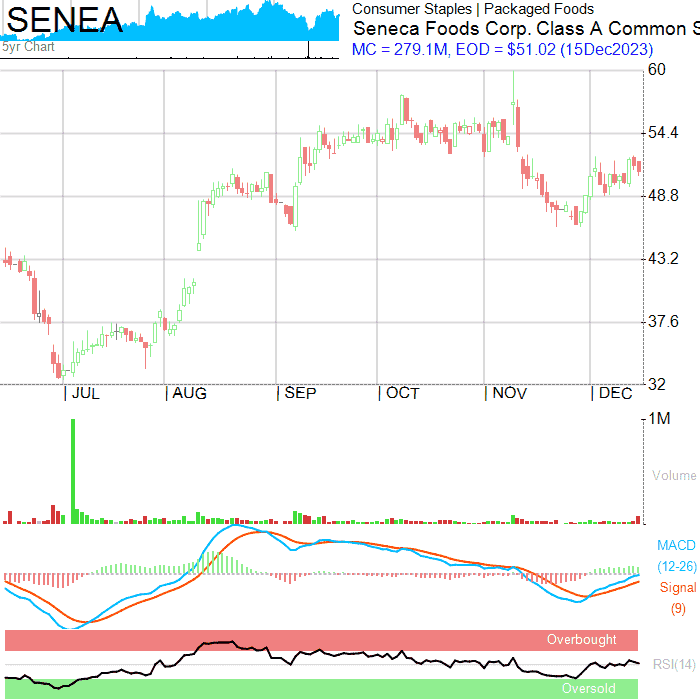 SENEA
5yr Chart
Consumer Staples | Packaged Foods
Seneca Foods Corp. Class A Common S
MC = 279.1M, EOD = $51.02 (15Dec2023)
60
54.4
48.8
43.2
37.6
32
JUL
AUG
SEP
OCT
NOV
DEC
1M
Volume
MACD
(12-26)
Signal
(9)
Overbought
RSI(14)
Oversold